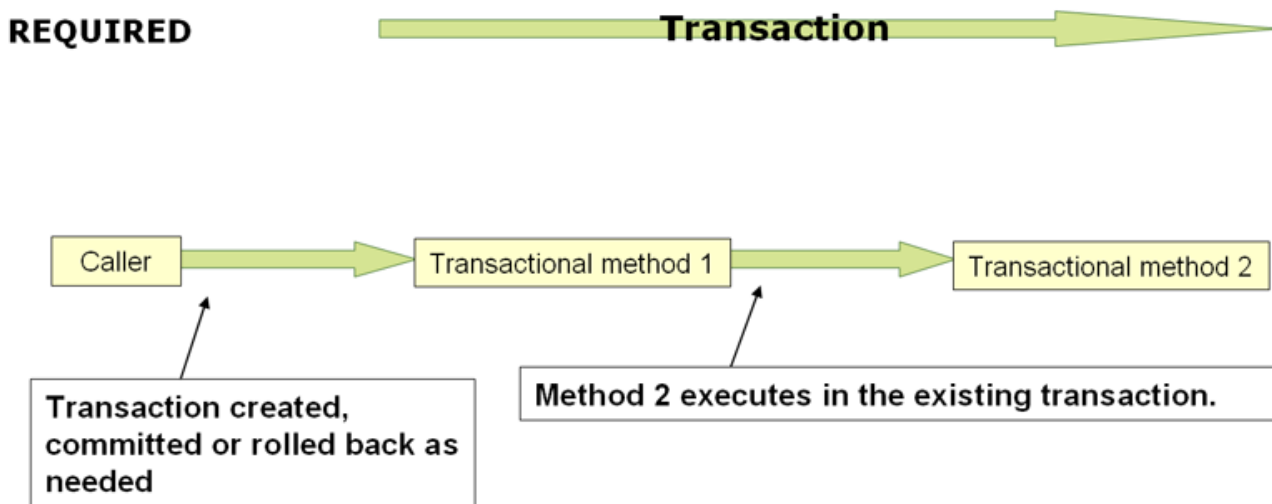 REQUIRED
Transaction
Caller
Transactional method 1
Transactional method 2
Transaction created,
committed or rolled back as
needed
Method 2 executes in the existing transaction.